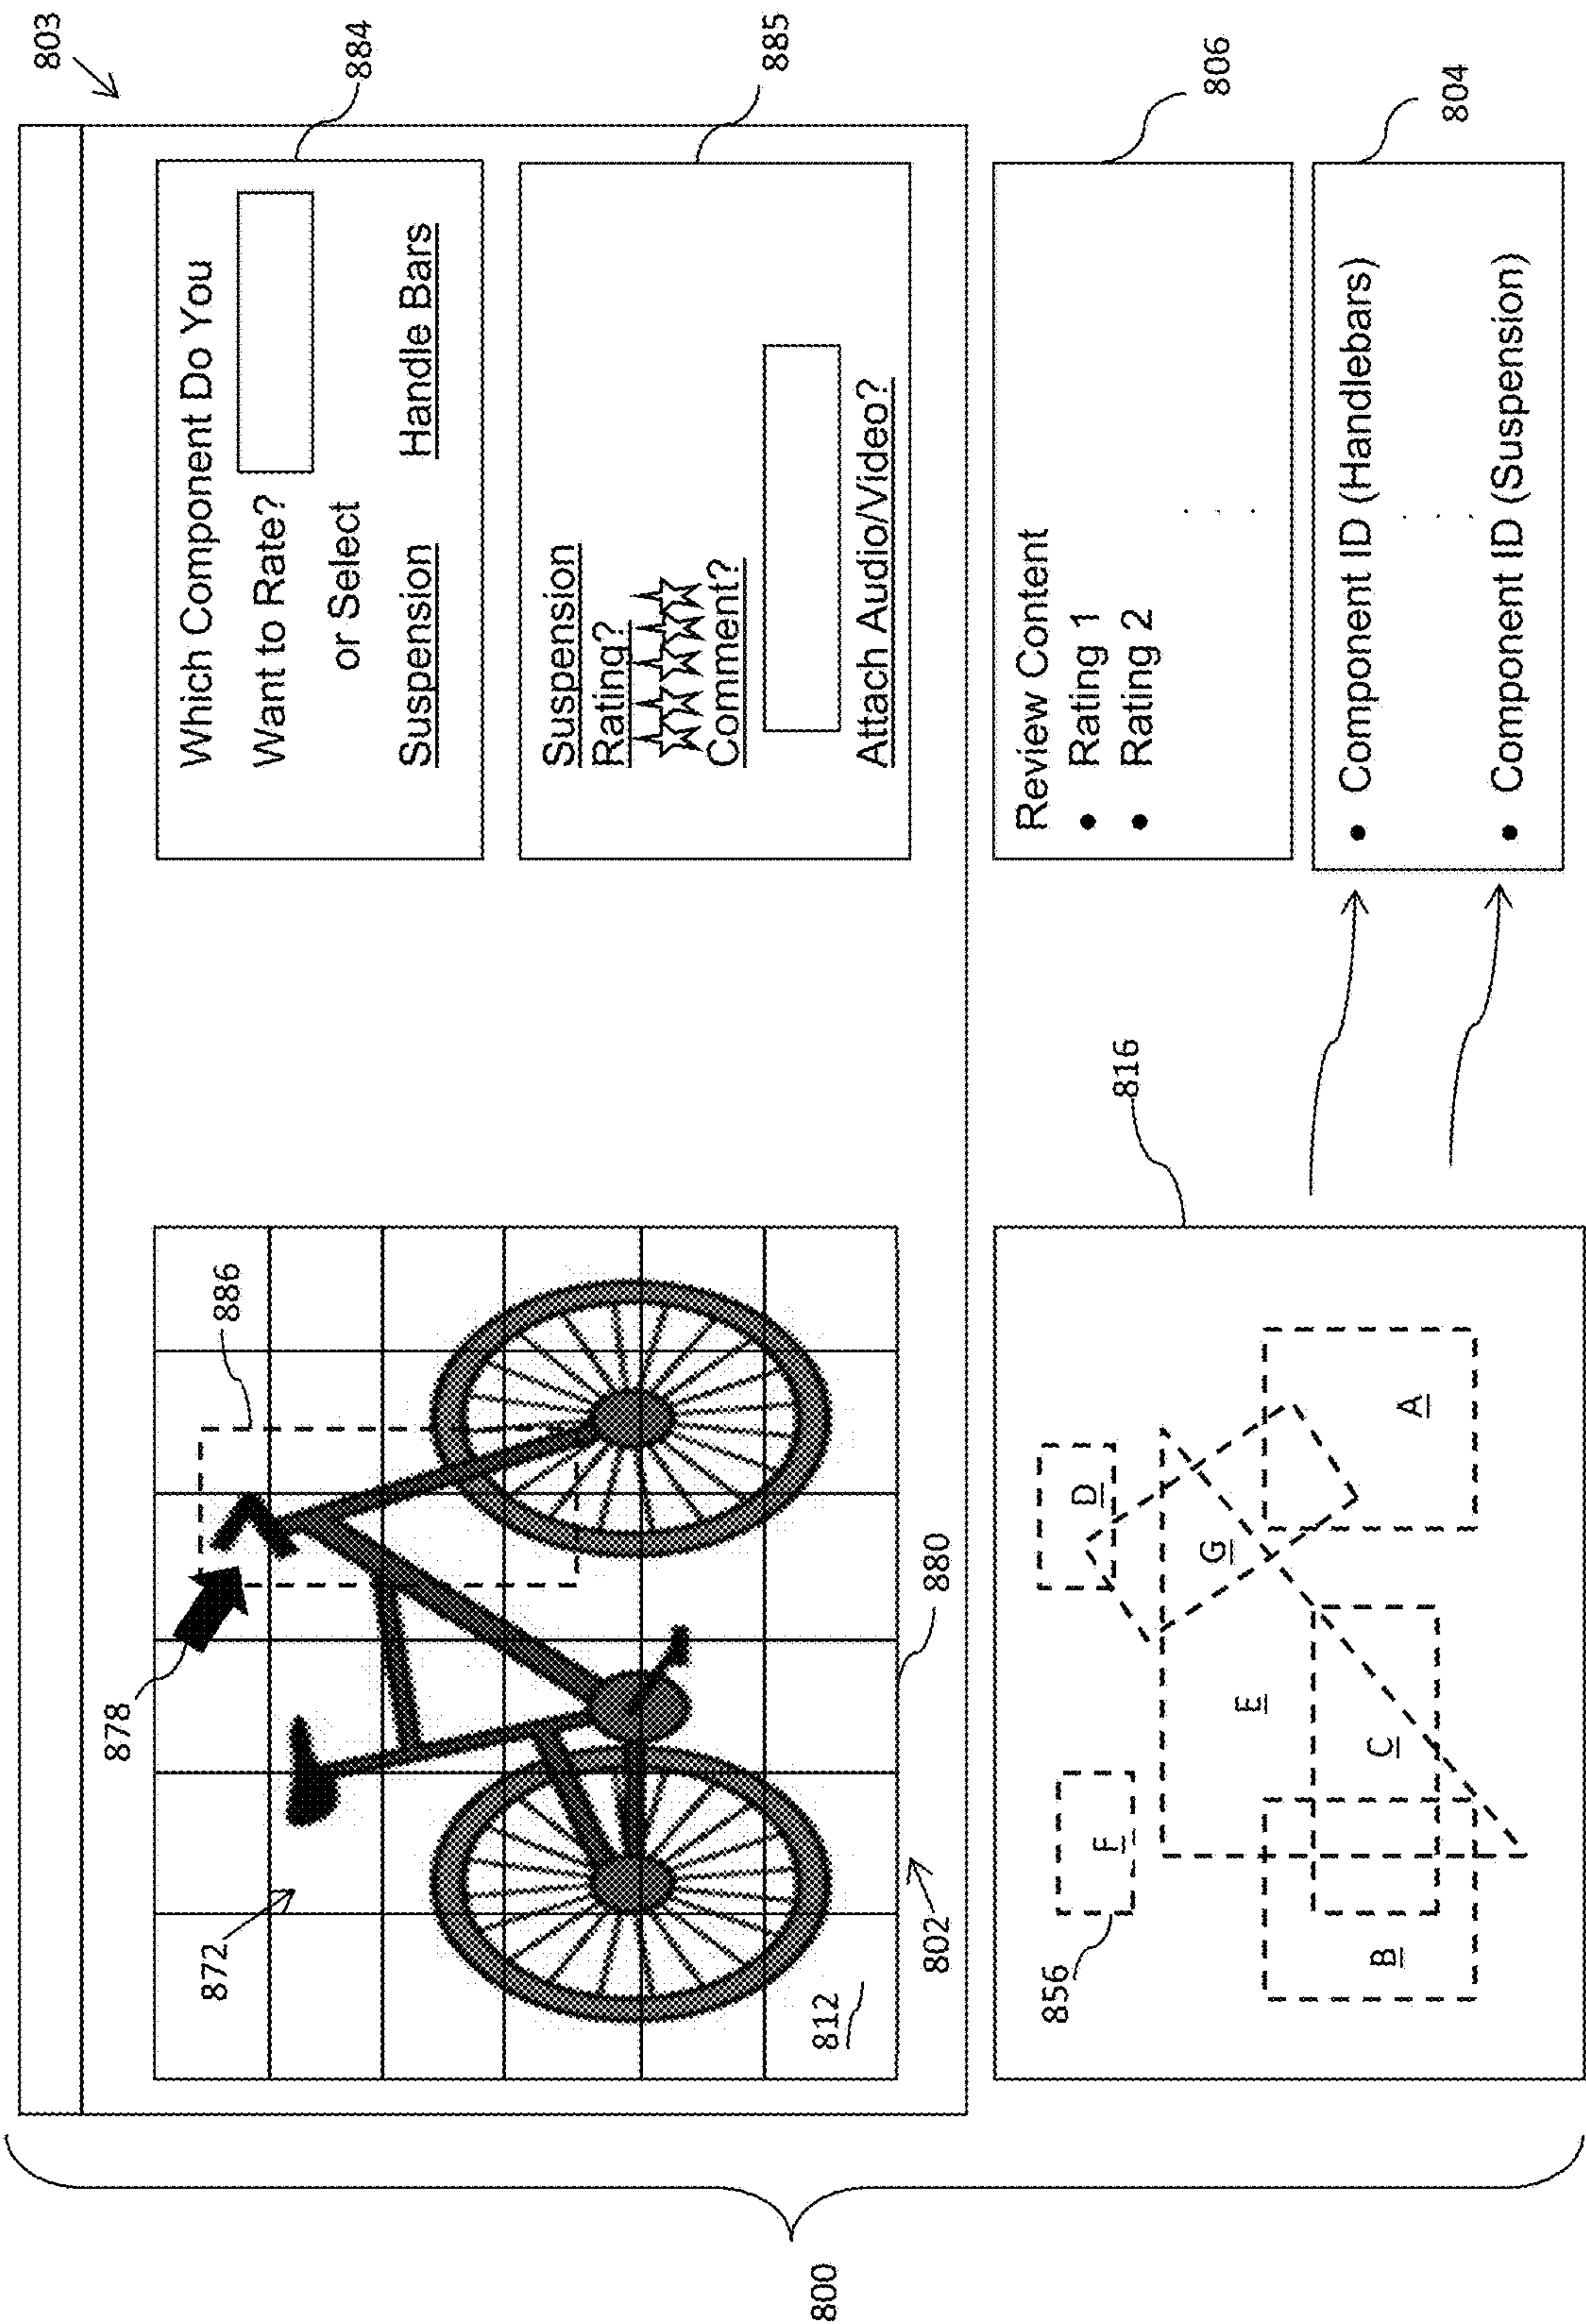 803
872
878
886
812
802
880
Which Component Do You
Want to Rate?
or Select
Suspension Handle Bars
884
Suspension
Rating?
Comment?
Attach Audio/Video?
885
800
856
F
D
G
E
B
C
A
816
Review Content
• Rating 1
• Rating 2
806
• Component ID (Handlebars)
• Component ID (Suspension)
804